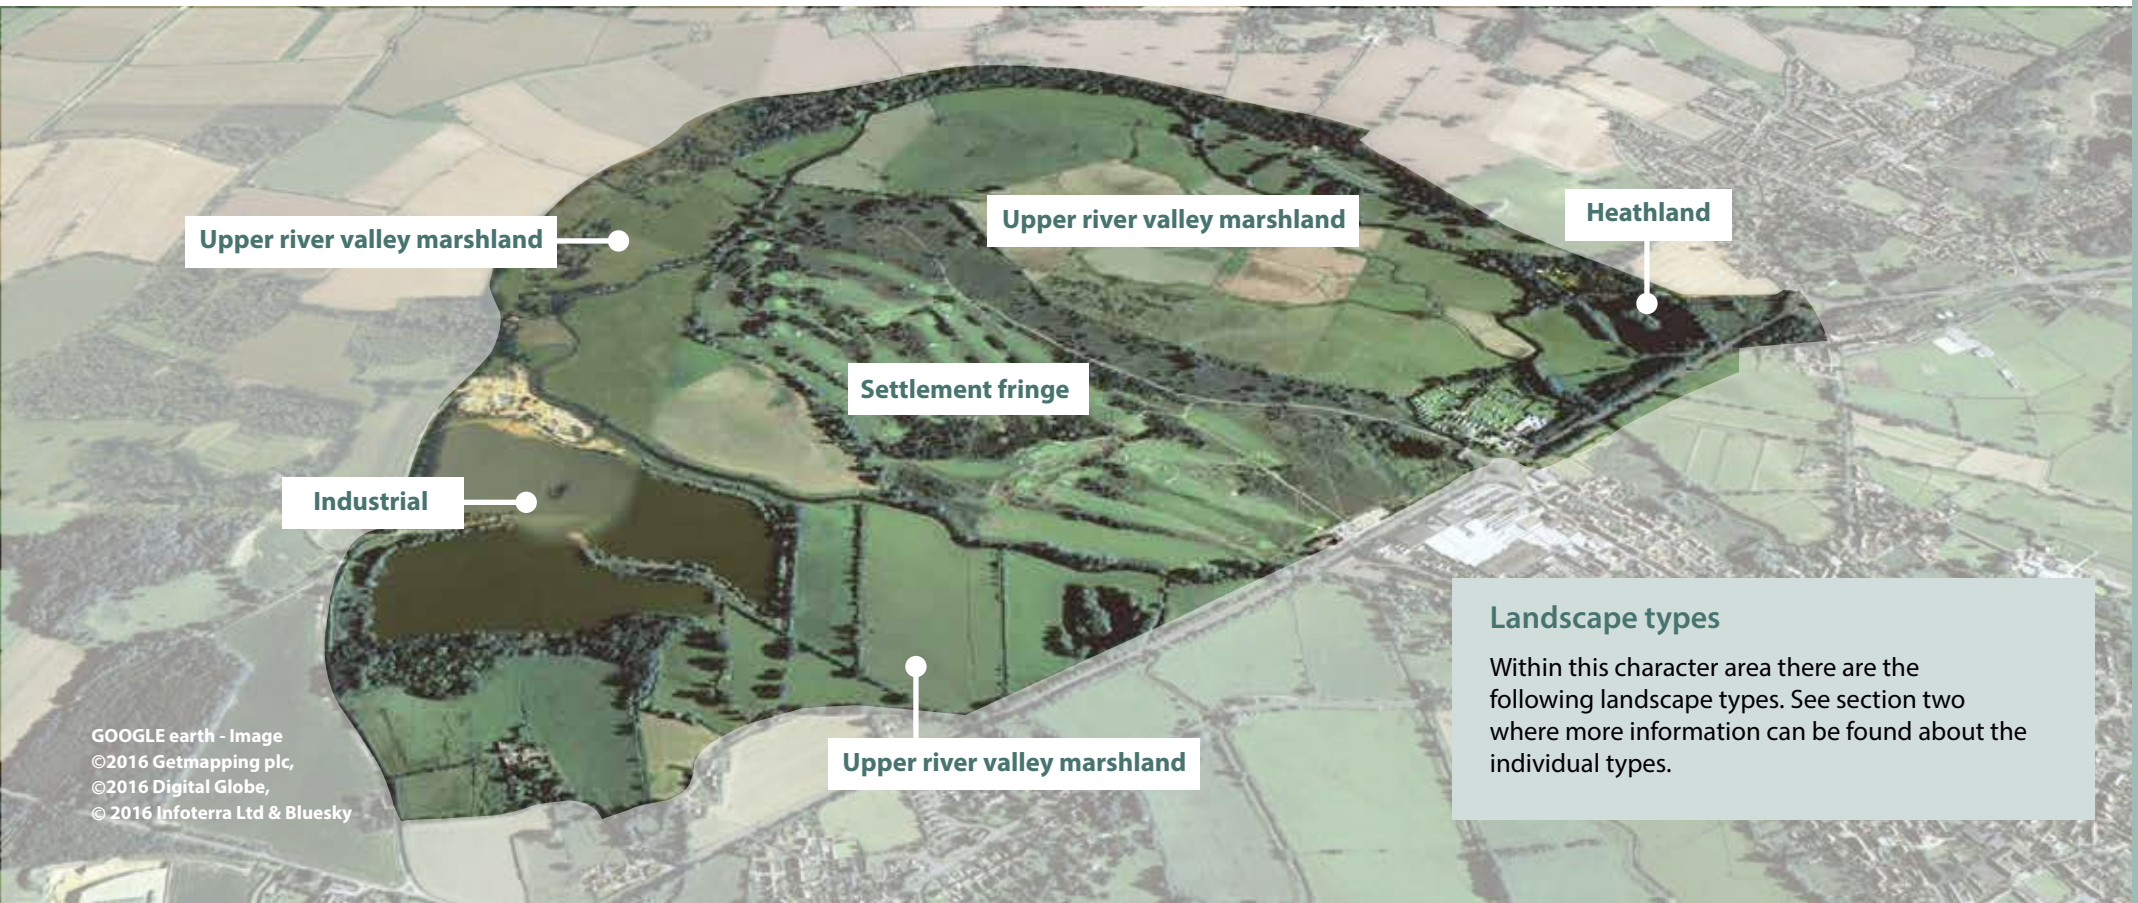 Upper river valley marshland
Upper river valley marshland
Heathland
Settlement fringe
Industrial
Upper river valley marshland
Landscape types
Within this character area there are the
following landscape types. See section two
where more information can be found about the
individual types.
GOOGLE earth - Image
©2016 Getmapping plc,
©2016 Digital Globe,
© 2016 Infoterra Ltd & Bluesky